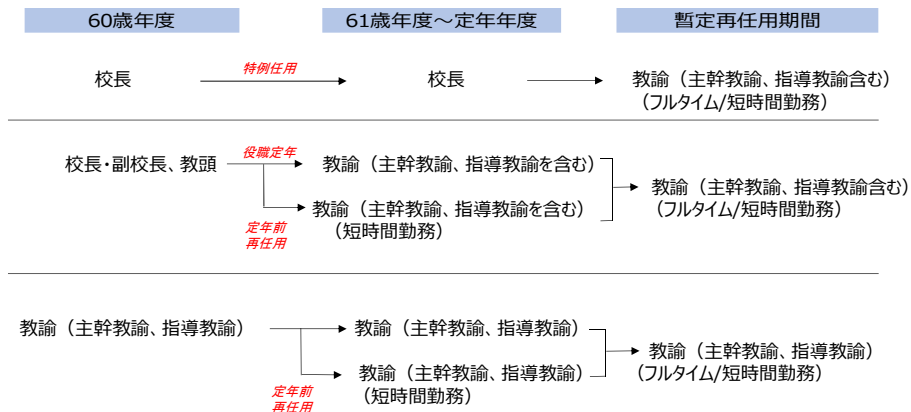 60歳年度
61歳年度～定年年度
暫定再任用期間
校長
特例任用
校長
教諭（主幹教諭、指導教諭含む）
（フルタイム/短時間勤務）
校長・副校長、教頭
役職定年
教諭（主幹教諭、指導教諭を含む）
定年前
再任用
教諭（主幹教諭、指導教諭を含む）
（短時間勤務）
教諭（主幹教諭、指導教諭含む）
（フルタイム/短時間勤務）
教諭（主幹教諭、指導教諭）
教諭（主幹教諭、指導教諭）
定年前
再任用
教諭（主幹教諭、指導教諭）
（短時間勤務）
教諭（主幹教諭、指導教諭）
（フルタイム/短時間勤務）